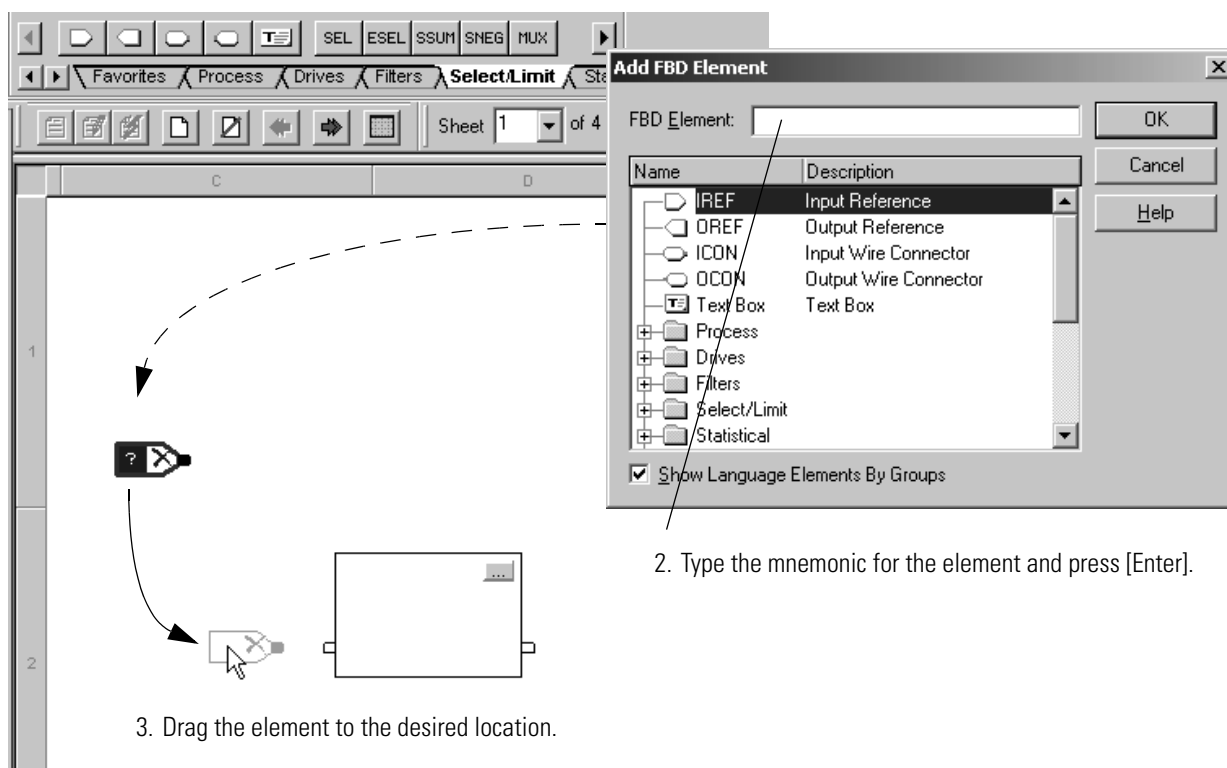 SEL ESEL SSUM SNEG MUX
Favorites Process Drives Filters Select/Limit
Sheet 1 of 4
C D
1
?
2
...
3. Drag the element to the desired location.
Add FBD Element
FBD Element:
OK
Cancel
Help
Name Description
IREF Input Reference
OREF Output Reference
ICON Input Wire Connector
OCON Output Wire Connector
Text Box Text Box
Process
Drives
Filters
Select/Limit
Statistical
Show Language Elements By Groups
2. Type the mnemonic for the element and press [Enter].